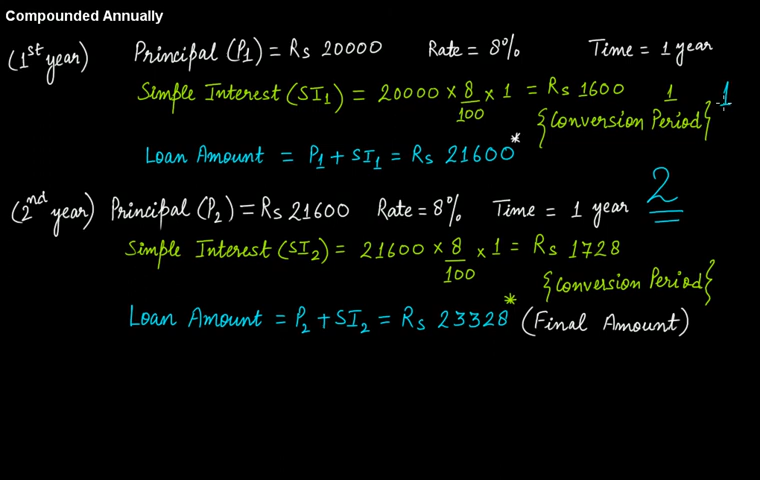 Compounded Annually
(1st year) Principal (P1) = Rs 20000 Rate = 8% Time = 1 year
Simple Interest (SI1) = 20000 × 8/100 × 1 = Rs 1600 1 1
{Conversion Period}
Loan Amount = P1 + SI1 = Rs 21600*
2
(2nd year) Principal (P2) = Rs 21600 Rate = 8% Time = 1 year
Simple Interest (SI2) = 21600 × 8/100 × 1 = Rs 1728
{Conversion Period}
Loan Amount = P2 + SI2 = Rs 23328* (Final Amount)